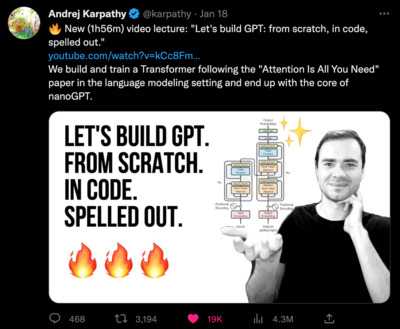 Andrej Karpathy @karpathy · Jan 18
🔥 New (1h56m) video lecture: "Let's build GPT: from scratch, in code,
spelled out."
youtube.com/watch?v=kCc8Fm…
We build and train a Transformer following the "Attention Is All You Need"
paper in the language modeling setting and end up with the core of
nanoGPT.
LET'S BUILD GPT.
FROM SCRATCH.
IN CODE.
SPELLED OUT.
468 3,194 19K 4.3M